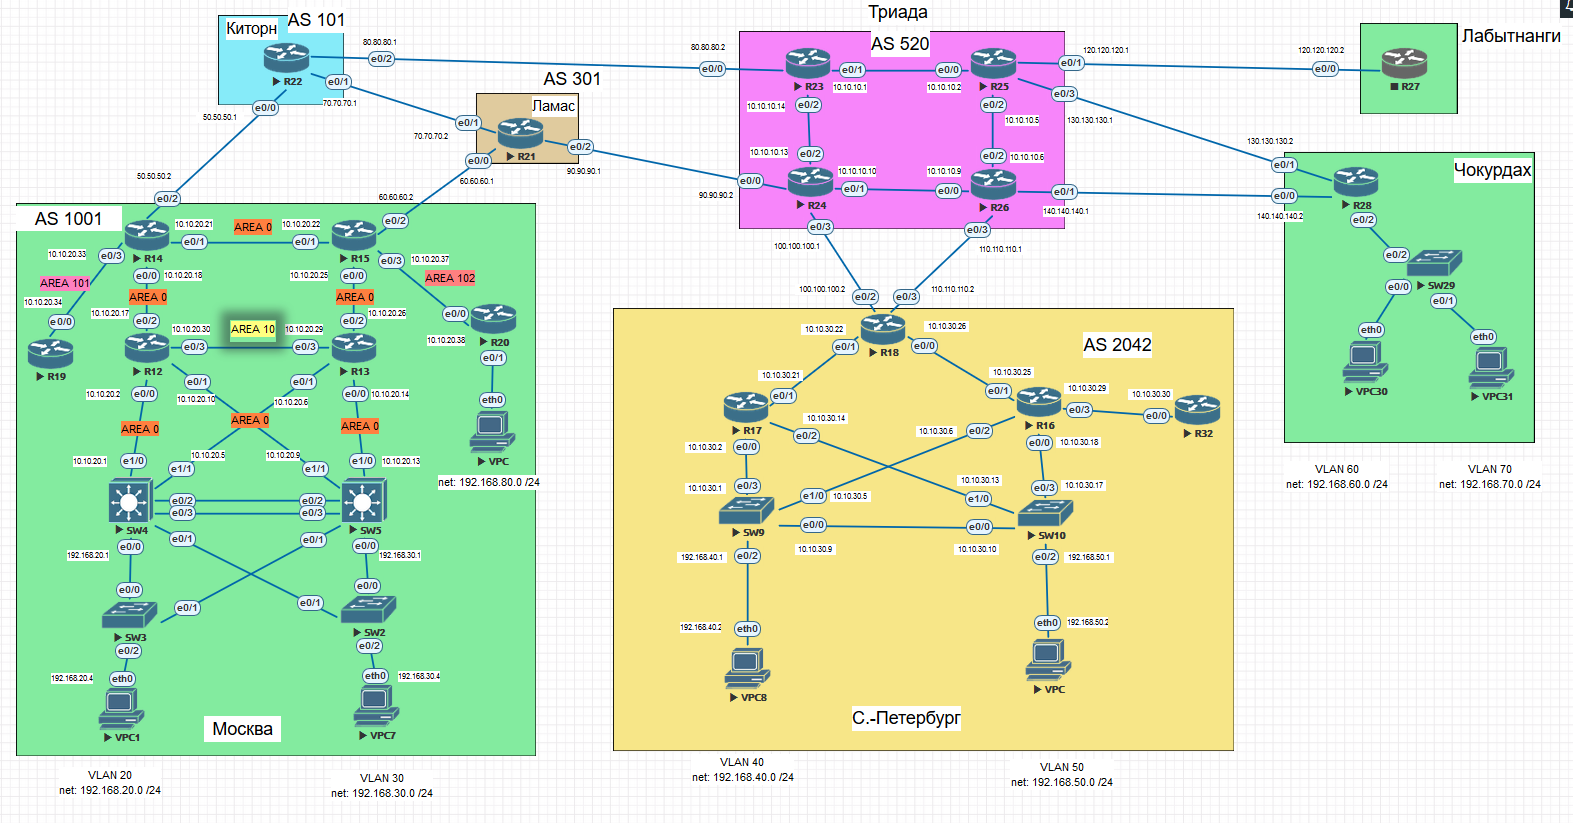 Киторн
AS 101
R22
e0/2
80.80.80.1
e0/1
70.70.70.1
e0/0
50.50.50.1
AS 301
Ламас
R21
e0/1
70.70.70.2
e0/0
60.60.60.1
e0/2
90.90.90.1
Триада
AS 520
80.80.80.2
e0/0
R23
e0/1
10.10.10.1
e0/0
10.10.10.2
R25
e0/1
120.120.120.1
e0/3
130.130.130.1
e0/2
10.10.10.14
e0/2
10.10.10.5
10.10.10.13
e0/2
e0/2
10.10.10.6
90.90.90.2
e0/0
R24
10.10.10.10
e0/1
10.10.10.9
e0/0
R26
e0/1
140.140.140.1
e0/3
100.100.100.1
e0/3
110.110.110.1
Лабытнанги
120.120.120.2
e0/0
R27
Чокурдах
130.130.130.2
e0/1
e0/0
140.140.140.2
R28
e0/2
e0/2
SW29
e0/0
e0/1
eth0
eth0
VPC30
VPC31
VLAN 60
net: 192.168.60.0 /24
VLAN 70
net: 192.168.70.0 /24
AS 1001
50.50.50.2
e0/2
R14
10.10.20.21
e0/1
AREA 0
10.10.20.22
e0/1
R15
60.60.60.2
e0/2
10.10.20.33
e0/3
AREA 101
10.10.20.34
e0/0
R19
e0/0
10.10.20.18
AREA 0
10.10.20.17
e0/2
10.10.20.25
e0/0
AREA 0
e0/2
10.10.20.26
e0/3
10.10.20.37
AREA 102
e0/0
10.10.20.38
R20
e0/1
eth0
VPC
net: 192.168.80.0 /24
R12
10.10.20.30
e0/3
AREA 10
10.10.20.29
e0/3
R13
e0/0
10.10.20.2
e0/1
10.10.20.10
e0/1
10.10.20.6
e0/0
10.10.20.14
AREA 0
AREA 0
AREA 0
10.10.20.1
e1/0
e1/1
10.10.20.5
10.10.20.9
e1/1
e1/0
10.10.20.13
SW4
e0/2
e0/3
e0/2
e0/3
SW5
192.168.20.1
e0/0
e0/1
e0/1
e0/0
192.168.30.1
e0/0
e0/1
SW3
e0/0
e0/1
SW2
e0/2
e0/2
192.168.20.4
eth0
VPC1
eth0
192.168.30.4
VPC7
Москва
VLAN 20
net: 192.168.20.0 /24
VLAN 30
net: 192.168.30.0 /24
AS 2042
100.100.100.2
e0/2
e0/3
110.110.110.2
R18
10.10.30.22
e0/1
10.10.30.26
e0/0
10.10.30.21
e0/1
R17
10.10.30.25
e0/1
R16
10.10.30.29
e0/3
10.10.30.30
e0/0
R32
10.10.30.2
e0/0
10.10.30.14
e0/2
10.10.30.6
e0/2
e0/0
10.10.30.18
10.10.30.1
e0/3
e1/0
10.10.30.5
10.10.30.13
e1/0
e0/3
10.10.30.17
SW9
e0/0
10.10.30.9
e0/0
10.10.30.10
SW10
192.168.40.1
e0/2
e0/2
192.168.50.1
192.168.40.2
eth0
VPC8
eth0
192.168.50.2
VPC
С.-Петербург
VLAN 40
net: 192.168.40.0 /24
VLAN 50
net: 192.168.50.0 /24